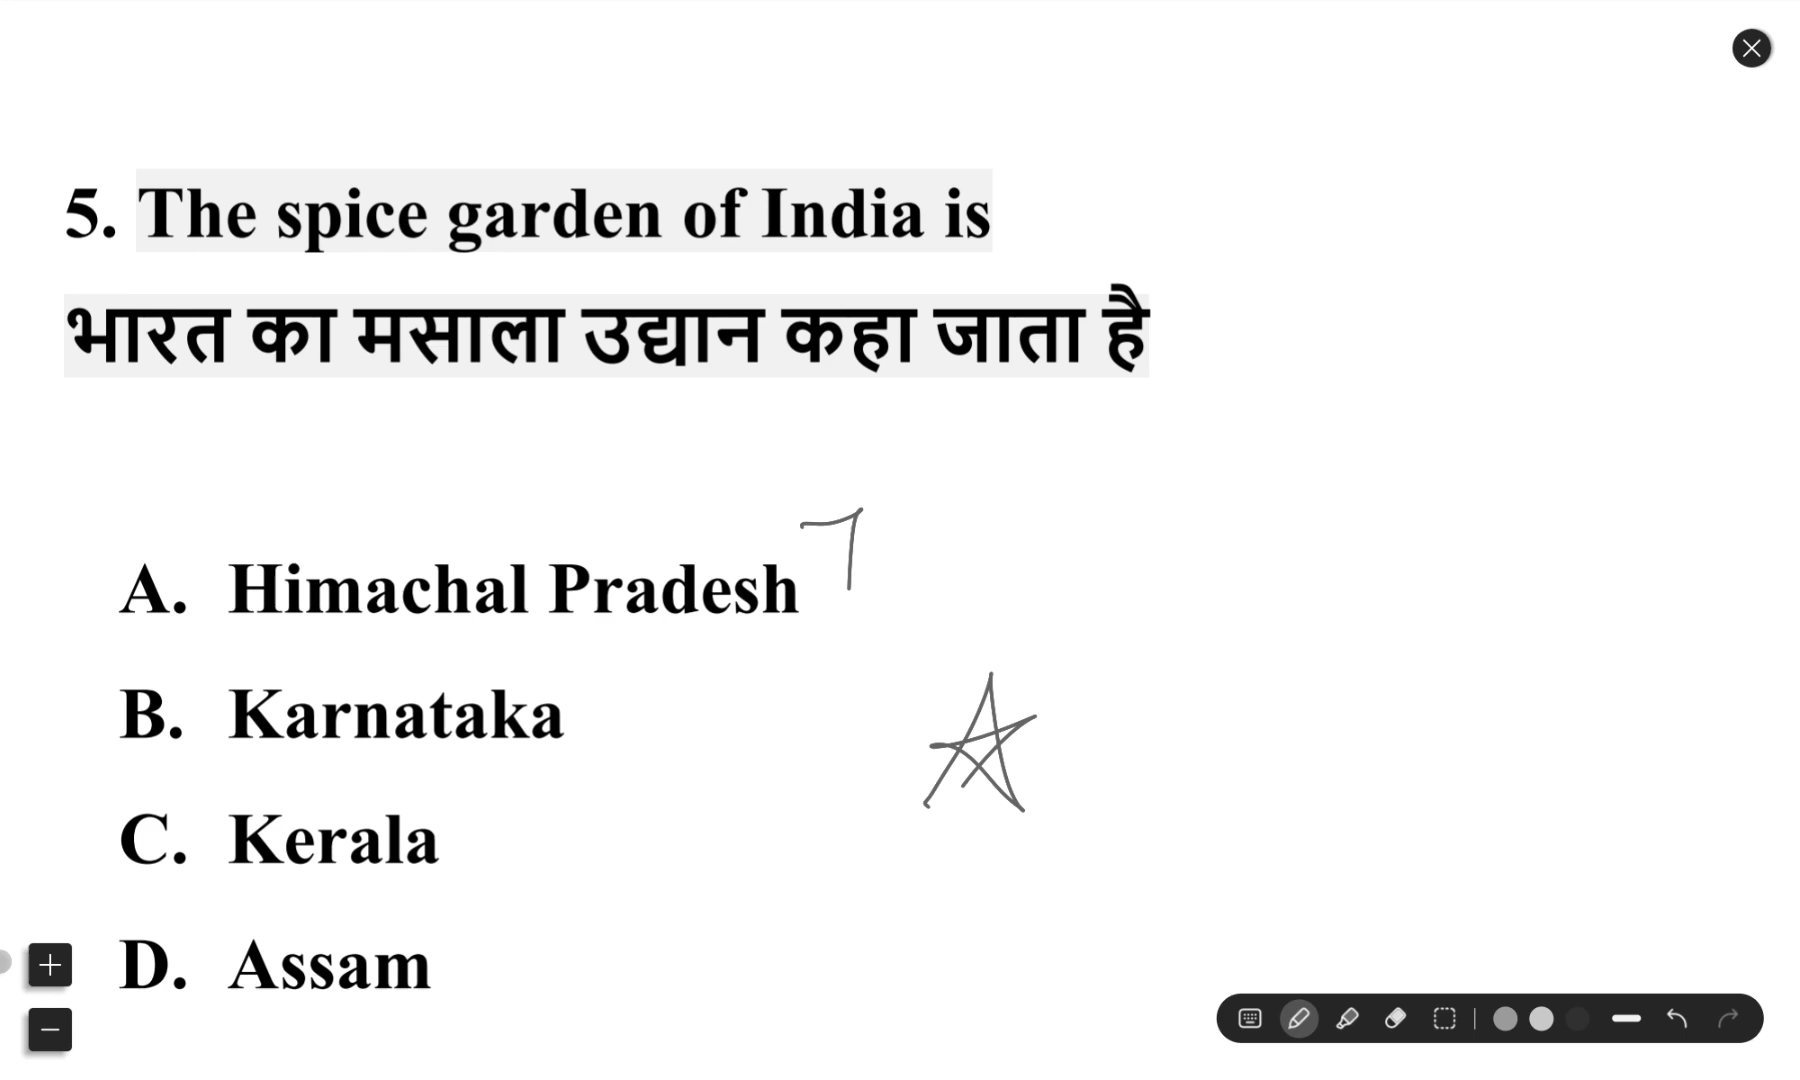 5. The spice garden of India is
भारत का मसाला उद्यान कहा जाता है
A. Himachal Pradesh
B. Karnataka
C. Kerala
D. Assam